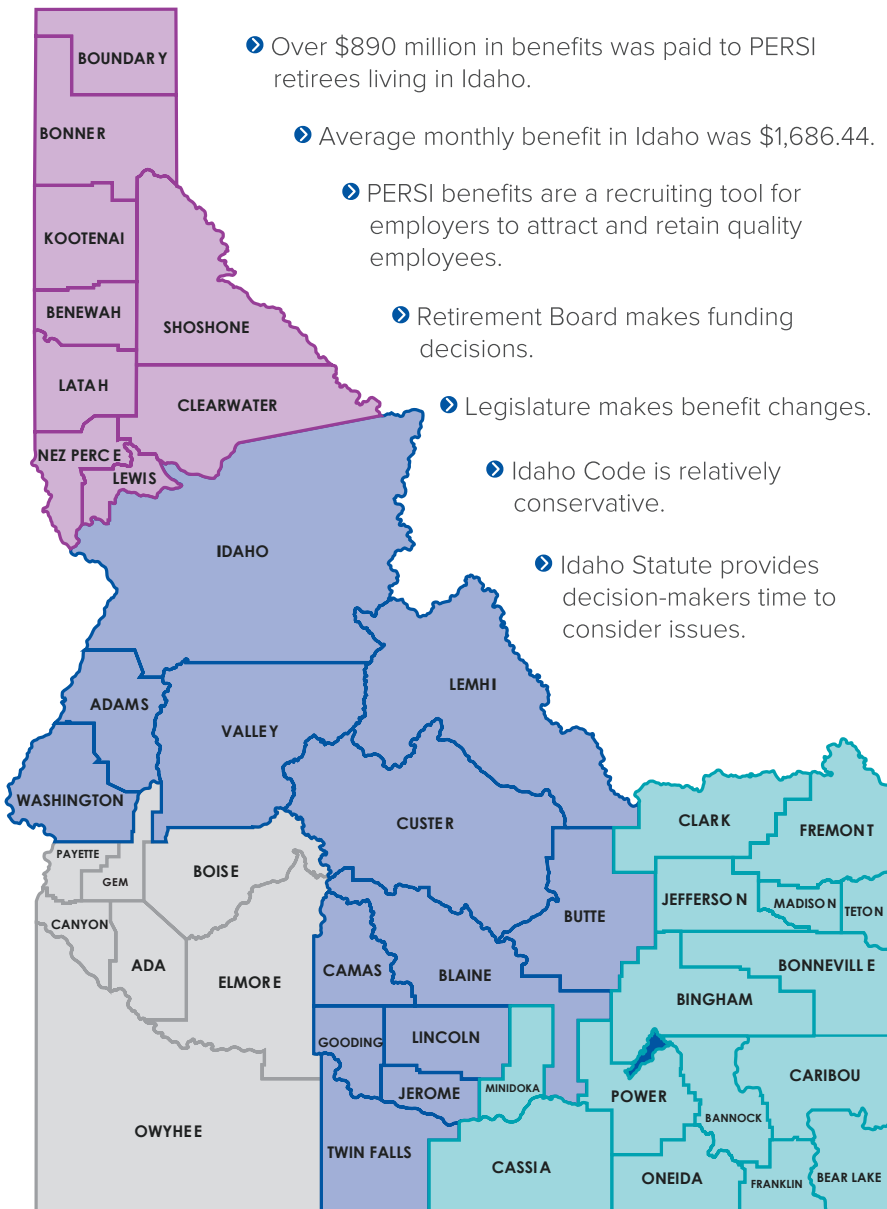 Over $890 million in benefits was paid to PERSI
retirees living in Idaho.
Average monthly benefit in Idaho was $1,686.44.
PERSI benefits are a recruiting tool for
employers to attract and retain quality
employees.
Retirement Board makes funding
decisions.
Legislature makes benefit changes.
Idaho Code is relatively
conservative.
Idaho Statute provides
decision-makers time to
consider issues.
BOUNDARY
BONNER
KOOTENAI
BENEWAH
SHOSHONE
LATAH
CLEARWATER
NEZ PERCE
LEWIS
IDAHO
LEMHI
ADAMS
VALLEY
WASHINGTON
CUSTER
CLARK
FREMONT
PAYETTE
BOISE
GEM
JEFFERSON
MADISON
TETON
CANYON
BUTTE
ADA
ELMORE
CAMAS
BLAINE
BONNEVILLE
BINGHAM
GOODING
LINCOLN
JEROME
MINIDOKA
POWER
CARIBOU
BANNOCK
OWYHEE
TWIN FALLS
CASSIA
ONEIDA
FRANKLIN
BEAR LAKE